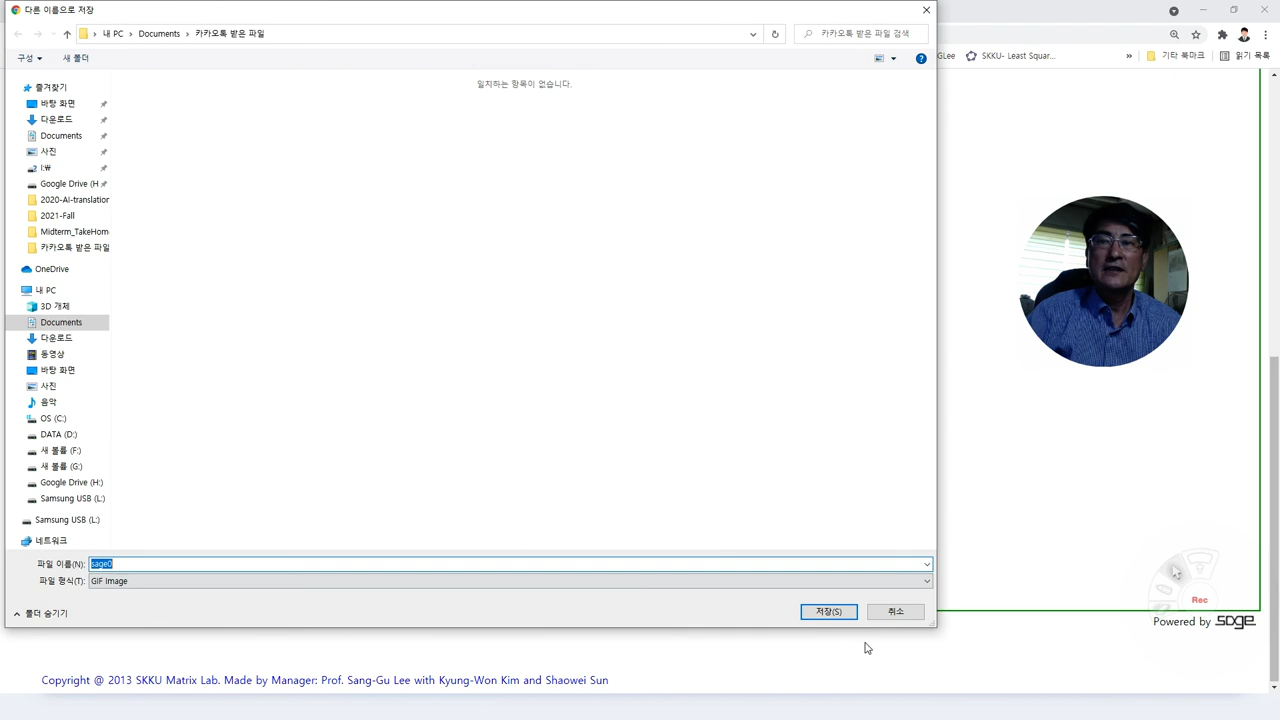 다른 이름으로 저장
내 PC > Documents > 카카오톡 받은 파일
카카오톡 받은 파일 검색
구성 새 폴더
GLee SKKU- Least Squar... » 기타 북마크 읽기 목록
일치하는 항목이 없습니다.
즐겨찾기
바탕 화면
다운로드
Documents
사진
I:₩
Google Drive (H
2020-AI-translation
2021-Fall
Midterm_TakeHom
카카오톡 받은 파일
OneDrive
내 PC
3D 개체
Documents
다운로드
동영상
바탕 화면
사진
음악
OS (C:)
DATA (D:)
새 볼륨 (F:)
새 볼륨 (G:)
Google Drive (H:)
Samsung USB (L:)
Samsung USB (L:)
네트워크
파일 이름(N): sage0
파일 형식(T): GIF Image
폴더 숨기기
저장(S) 취소
Rec
Powered by sage
Copyright @ 2013 SKKU Matrix Lab. Made by Manager: Prof. Sang-Gu Lee with Kyung-Won Kim and Shaowei Sun